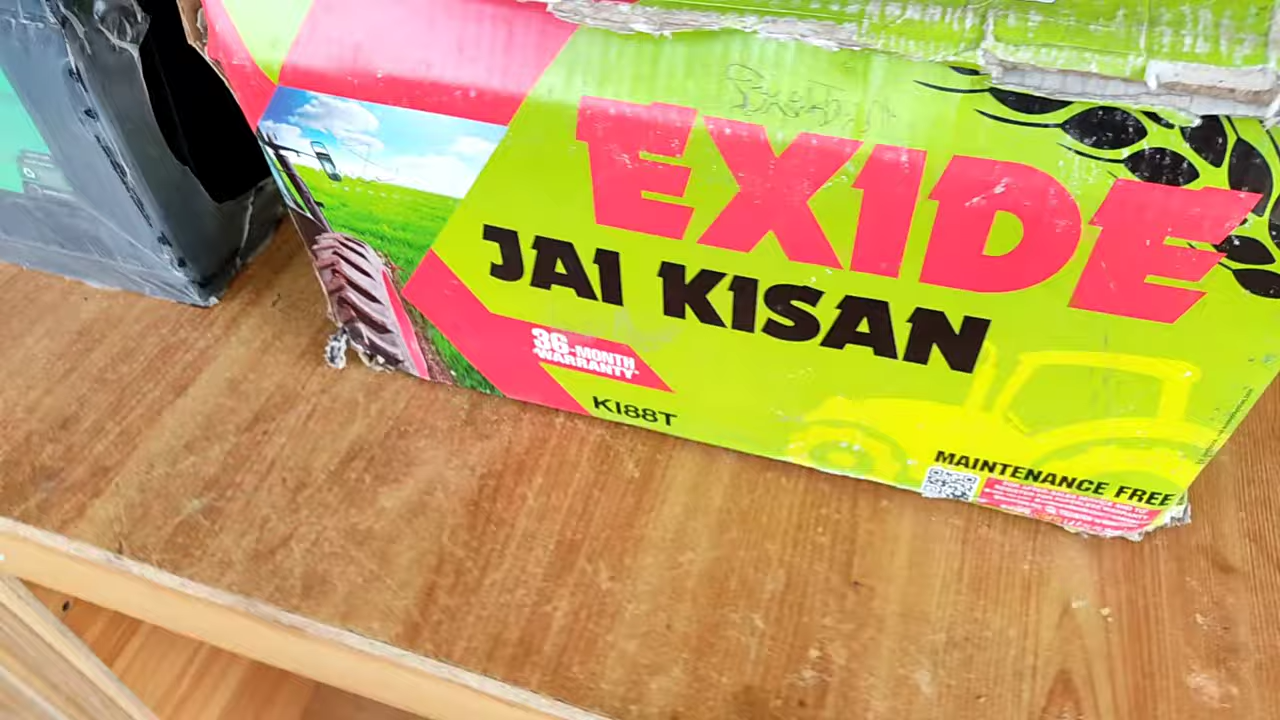 EXIDE
JAI KISAN
36-MONTH
WARRANTY*
KI88T
MAINTENANCE FREE